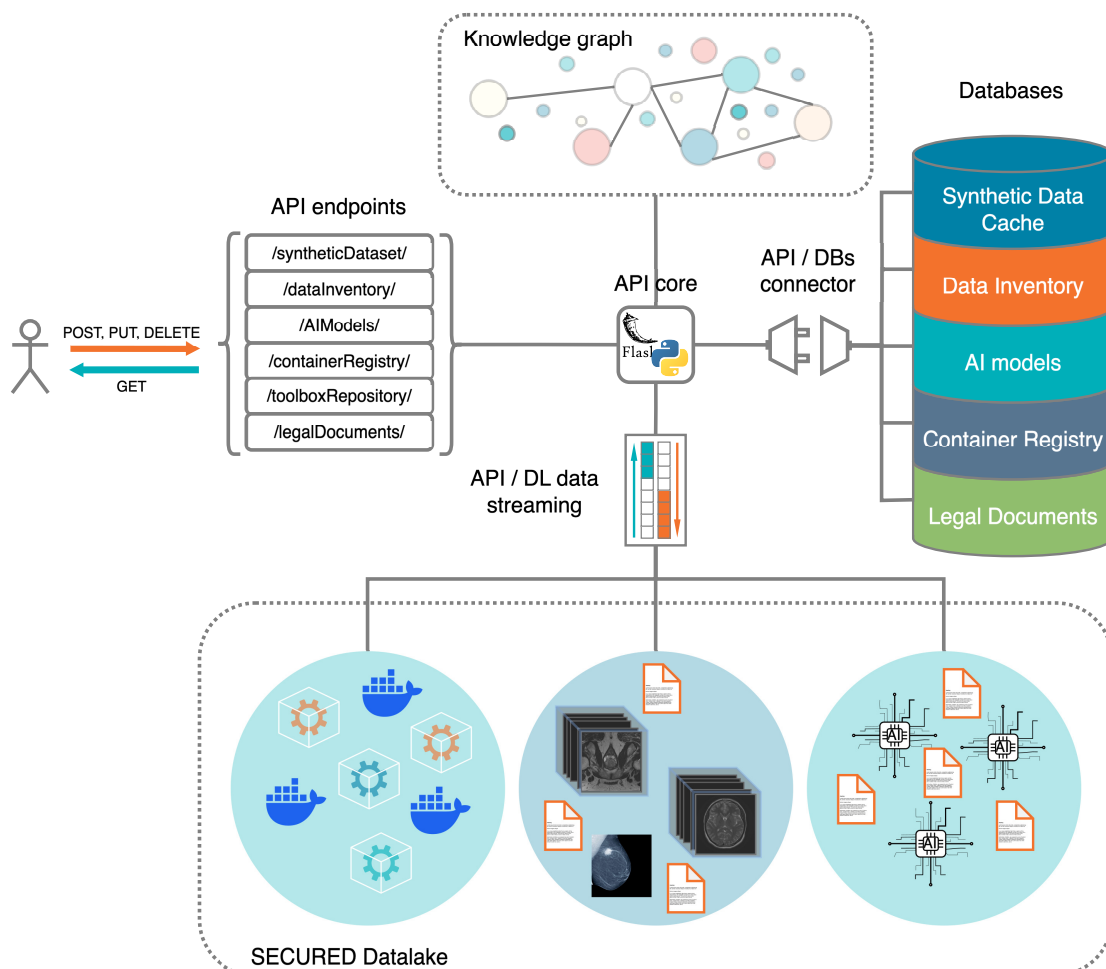 Knowledge graph
Databases
API endpoints
/syntheticDataset/
/dataInventory/
/AIModels/
/containerRegistry/
/toolboxRepository/
/legalDocuments/
POST, PUT, DELETE
GET
API core
Flask
API / DBs
connector
Synthetic Data
Cache
Data Inventory
AI models
Container Registry
Legal Documents
API / DL data
streaming
AI
AI
AI
SECURED Datalake